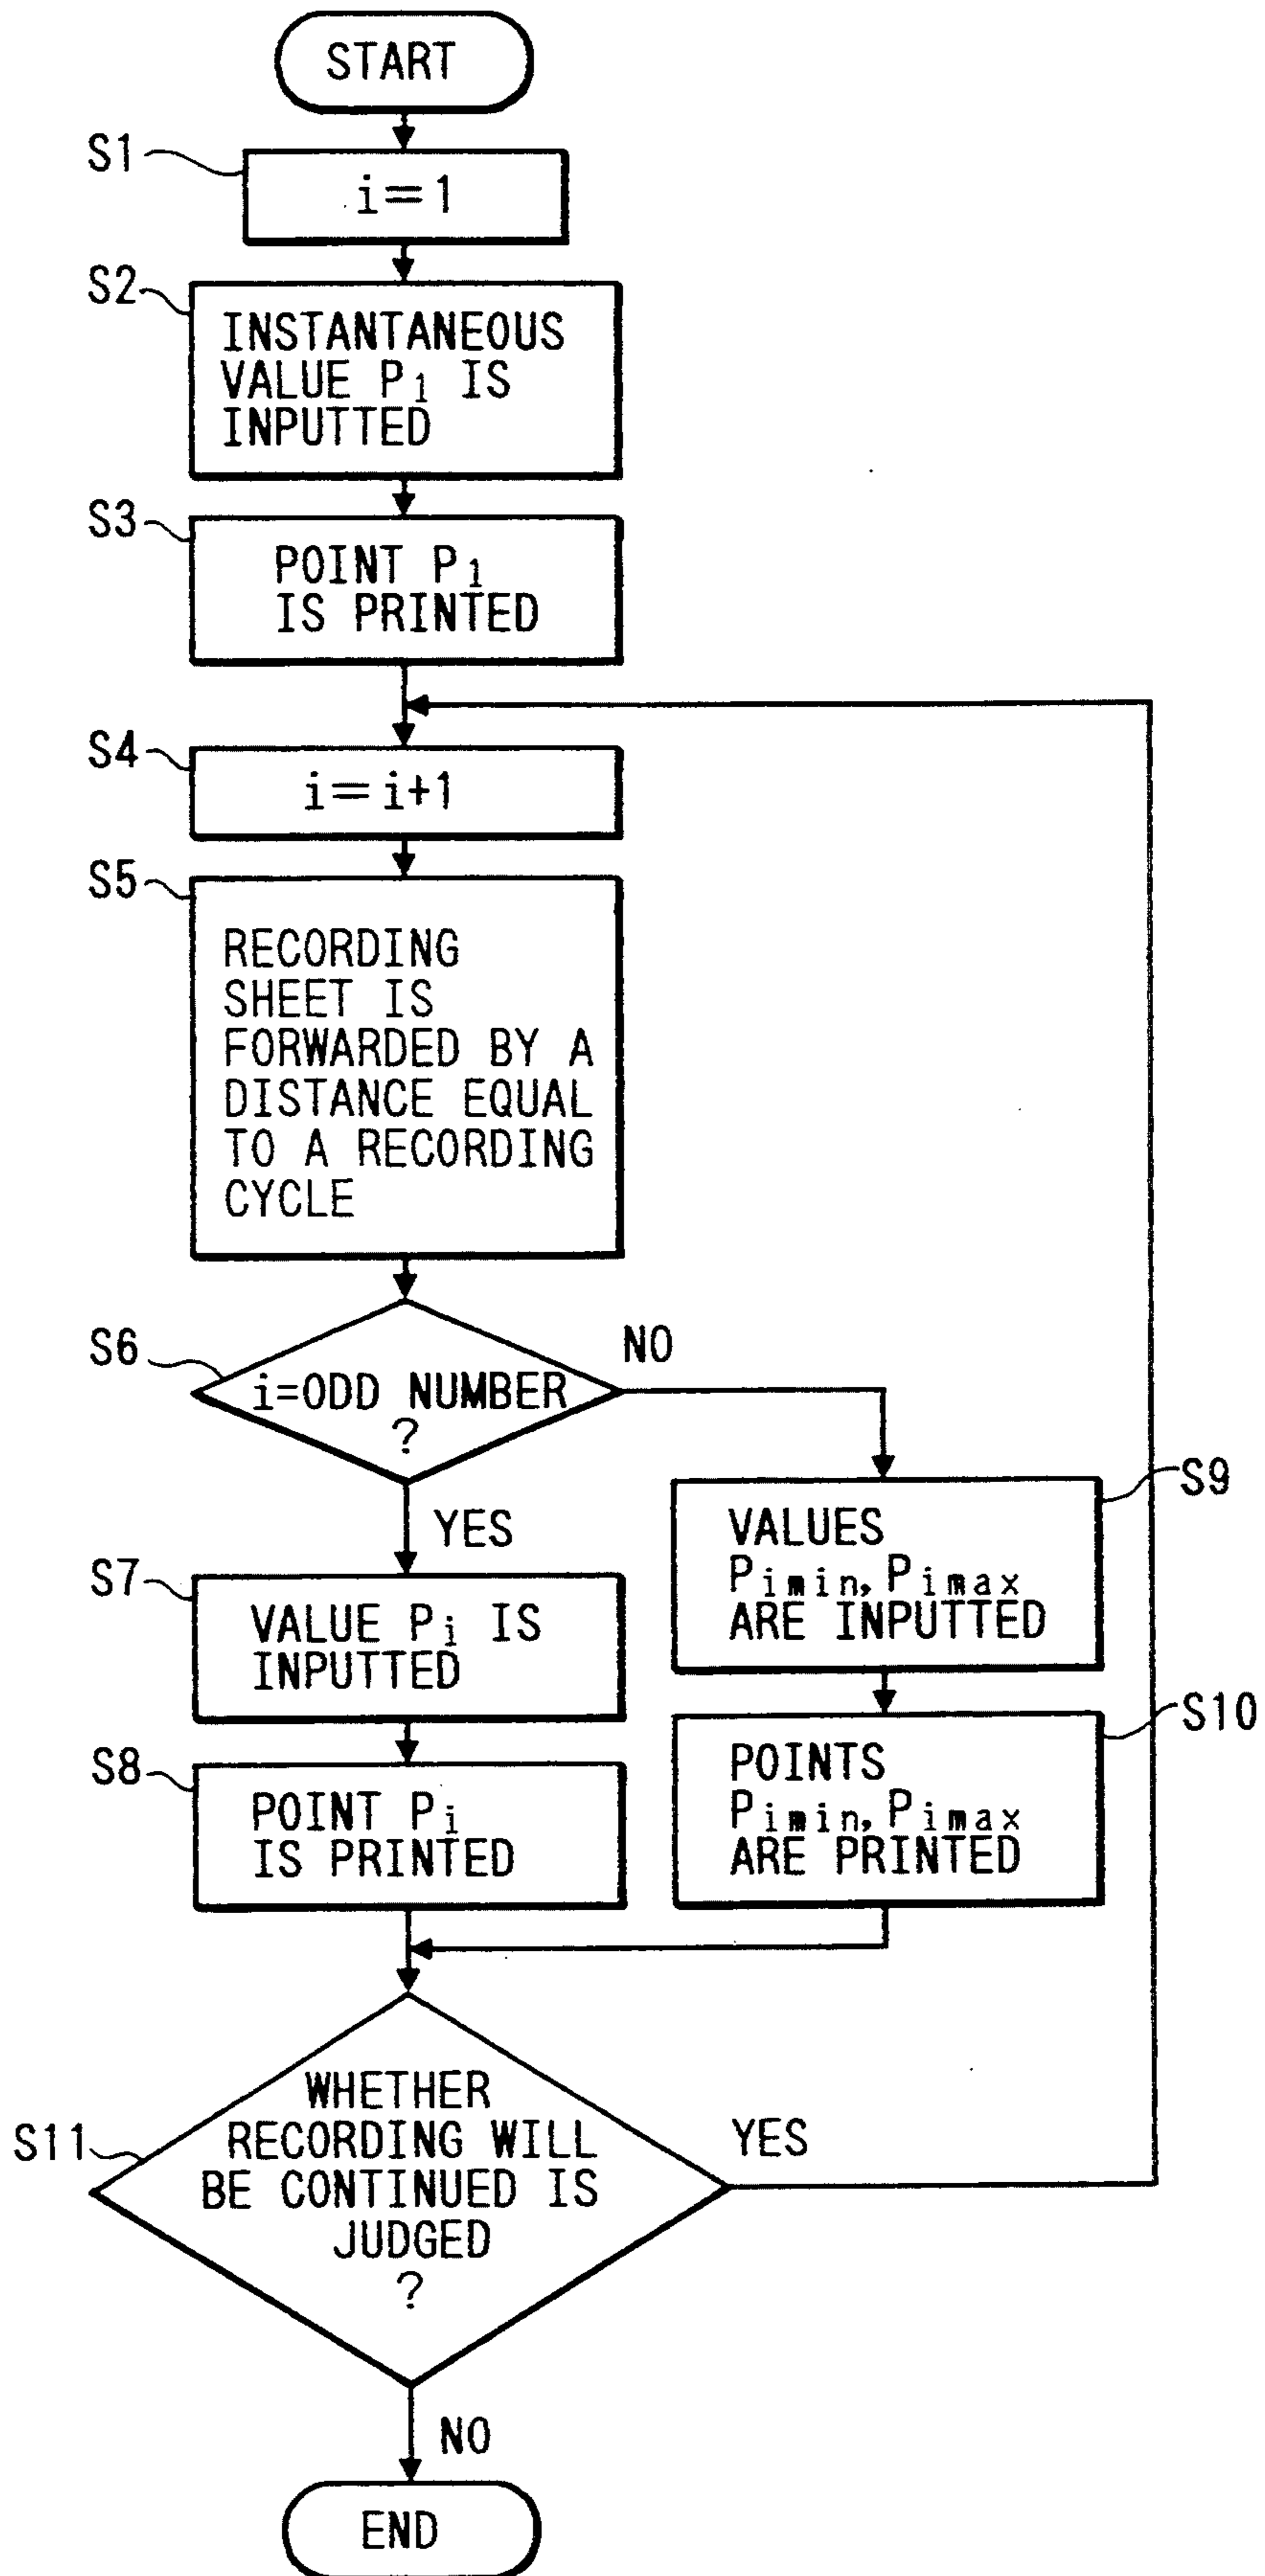 START
S1
i=1
S2
INSTANTANEOUS
VALUE P₁ IS
INPUTTED
S3
POINT P₁
IS PRINTED
S4
i=i+1
S5
RECORDING
SHEET IS
FORWARDED BY A
DISTANCE EQUAL
TO A RECORDING
CYCLE
S6
i=ODD NUMBER
?
NO
YES
S7
VALUE Pᵢ IS
INPUTTED
S8
POINT Pᵢ
IS PRINTED
S9
VALUES
Pimin, Pimax
ARE INPUTTED
S10
POINTS
Pimin, Pimax
ARE PRINTED
S11
WHETHER
RECORDING WILL
BE CONTINUED IS
JUDGED
?
YES
NO
END